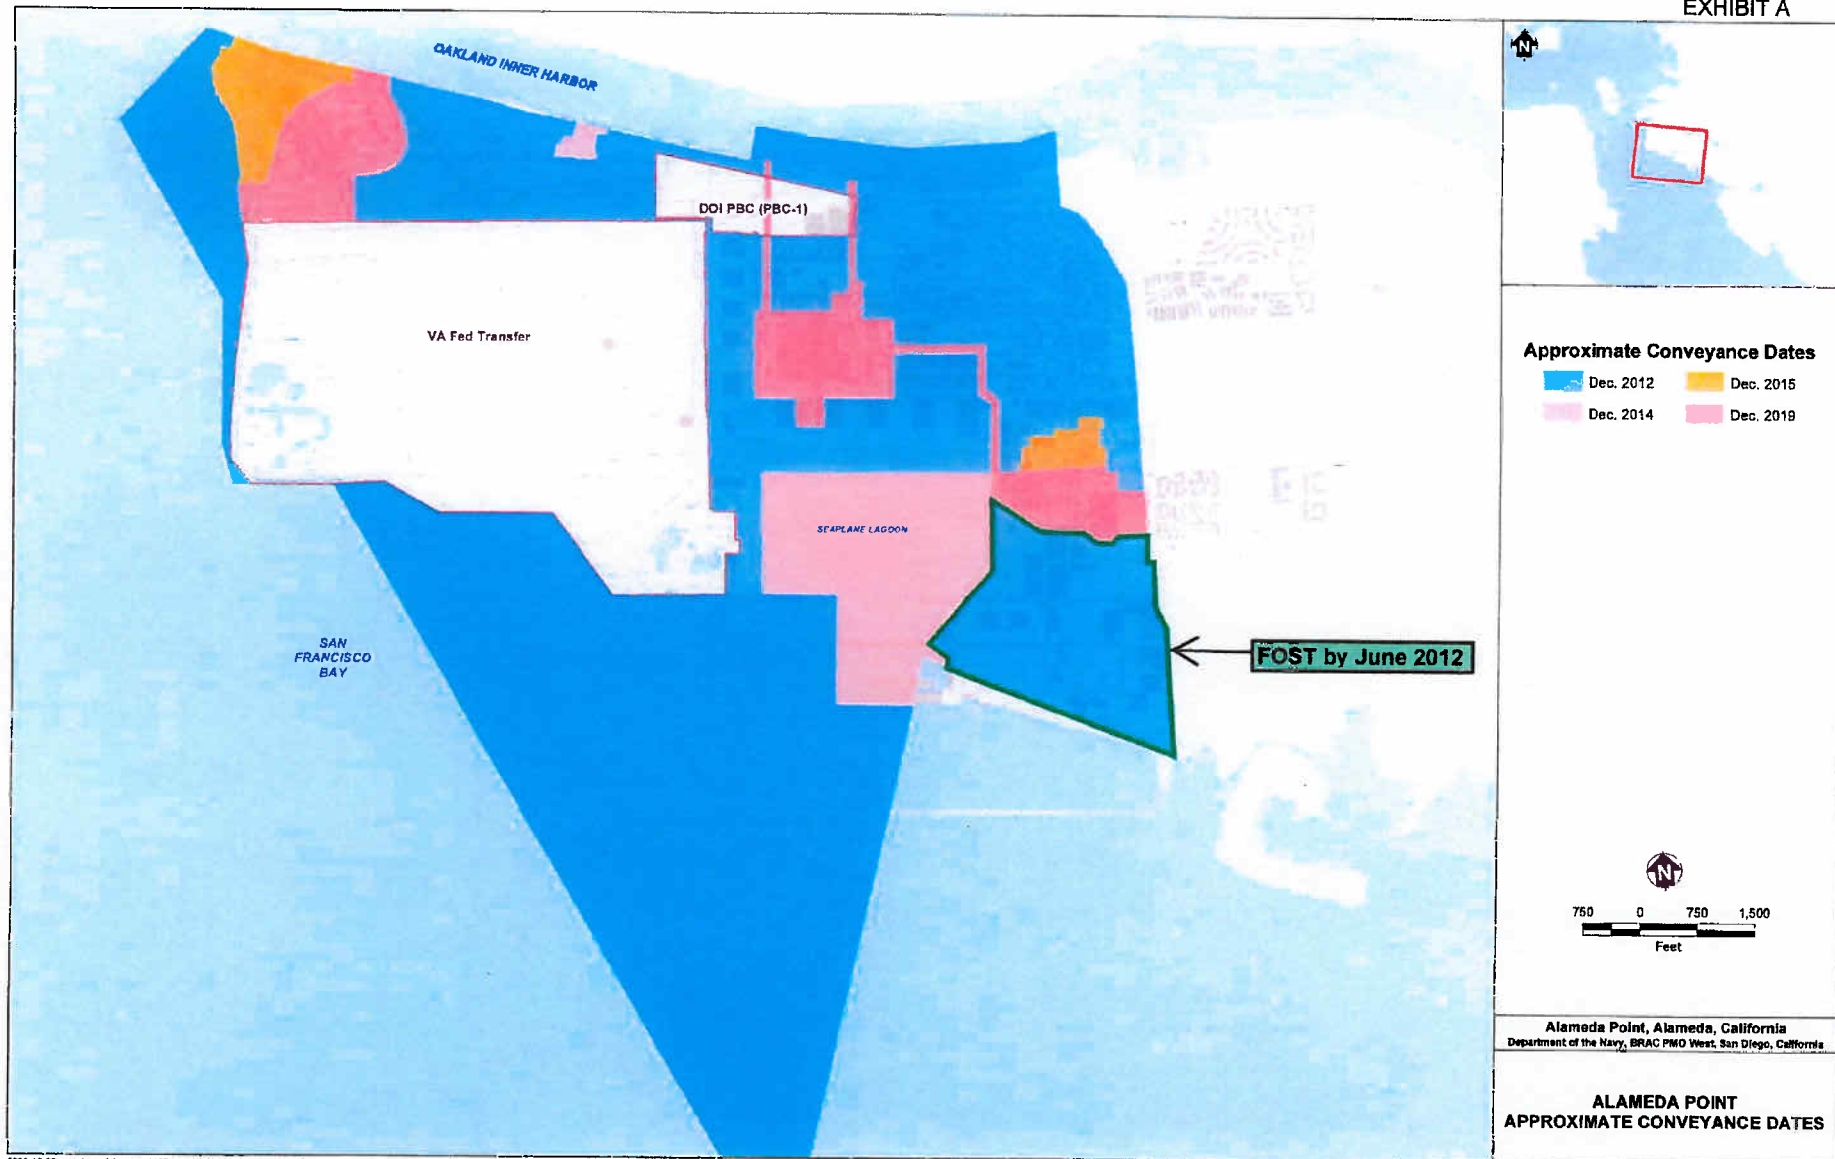 EXHIBIT A
OAKLAND INNER HARBOR
N
DOI PBC (PBC-1)
VA Fed Transfer
SEAPLANE LAGOON
SAN
FRANCISCO
BAY
FOST by June 2012
Approximate Conveyance Dates
Dec. 2012
Dec. 2015
Dec. 2014
Dec. 2019
N
750 0 750 1,500
Feet
Alameda Point, Alameda, California
Department of the Navy, BRAC PMO West, San Diego, California
ALAMEDA POINT
APPROXIMATE CONVEYANCE DATES